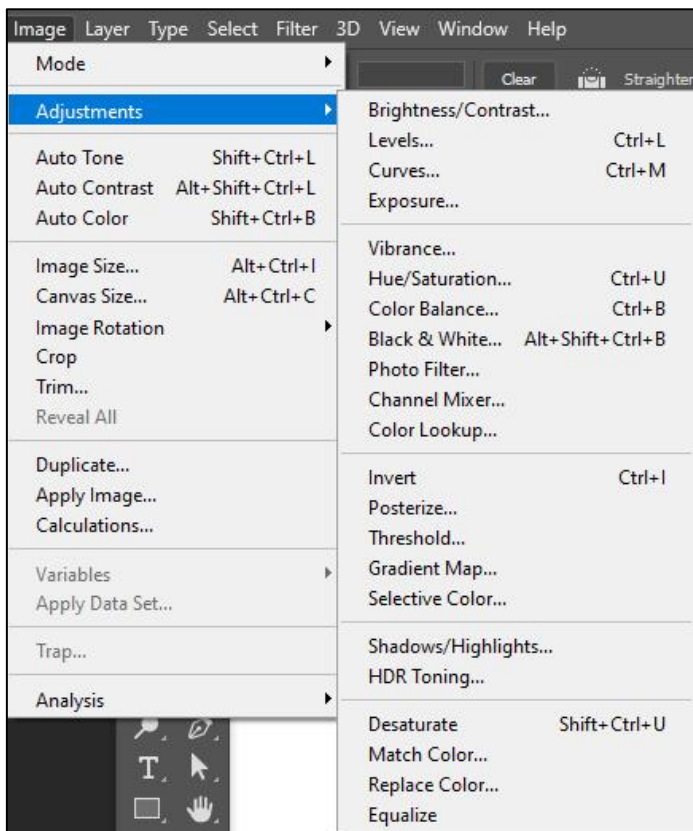 Image Layer Type Select Filter 3D View Window Help
Clear Straighten
Mode
Adjustments
Auto Tone Shift+Ctrl+L
Auto Contrast Alt+Shift+Ctrl+L
Auto Color Shift+Ctrl+B
Image Size... Alt+Ctrl+I
Canvas Size... Alt+Ctrl+C
Image Rotation
Crop
Trim...
Reveal All
Duplicate...
Apply Image...
Calculations...
Variables
Apply Data Set...
Trap...
Analysis
Brightness/Contrast...
Levels... Ctrl+L
Curves... Ctrl+M
Exposure...
Vibrance...
Hue/Saturation... Ctrl+U
Color Balance... Ctrl+B
Black & White... Alt+Shift+Ctrl+B
Photo Filter...
Channel Mixer...
Color Lookup...
Invert Ctrl+I
Posterize...
Threshold...
Gradient Map...
Selective Color...
Shadows/Highlights...
HDR Toning...
Desaturate Shift+Ctrl+U
Match Color...
Replace Color...
Equalize
T